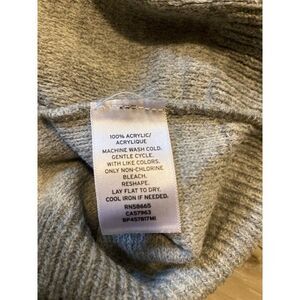 100% ACRYLIC/
ACRYLIQUE
MACHINE WASH COLD.
GENTLE CYCLE.
WITH LIKE COLORS.
ONLY NON-CHLORINE
BLEACH.
RESHAPE.
LAY FLAT TO DRY.
COOL IRON IF NEEDED.
RN58665
CA57963
RP457817MI